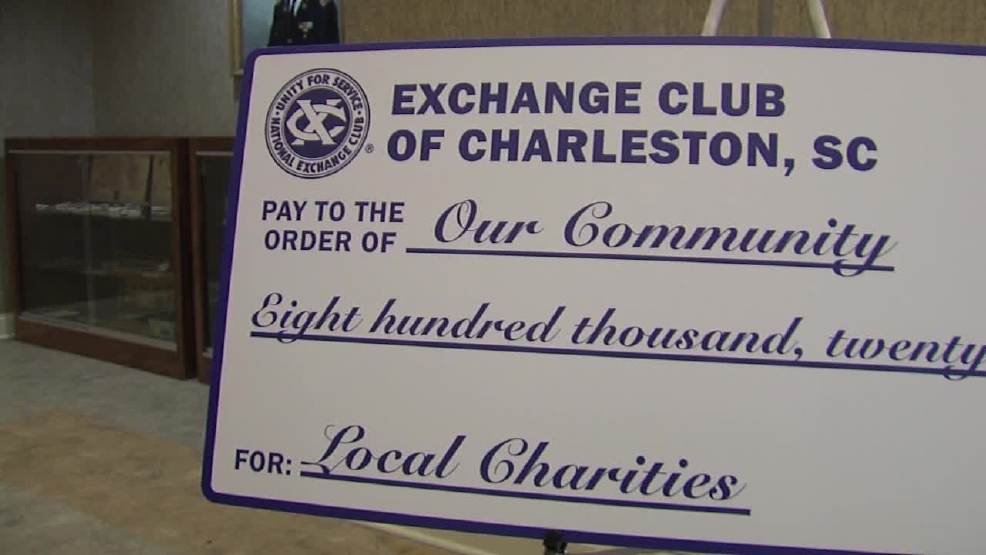 UNITY FOR SERVICE
NATIONAL EXCHANGE CLUB
®
EXCHANGE CLUB
OF CHARLESTON, SC
PAY TO THE
ORDER OF Our Community
Eight hundred thousand, twenty
FOR: Local Charities